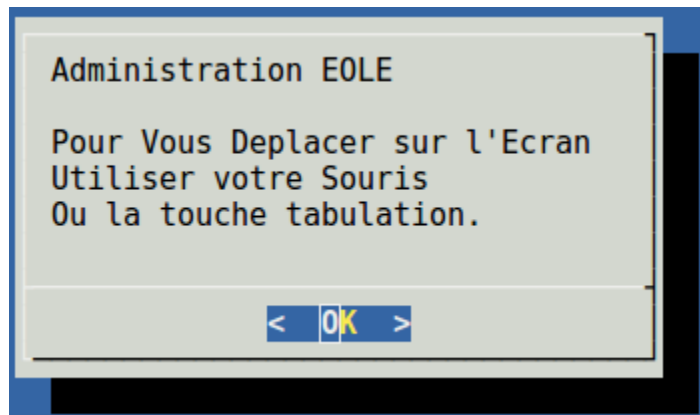 Administration EOLE
Pour Vous Deplacer sur l'Ecran
Utiliser votre Souris
Ou la touche tabulation.
< OK >